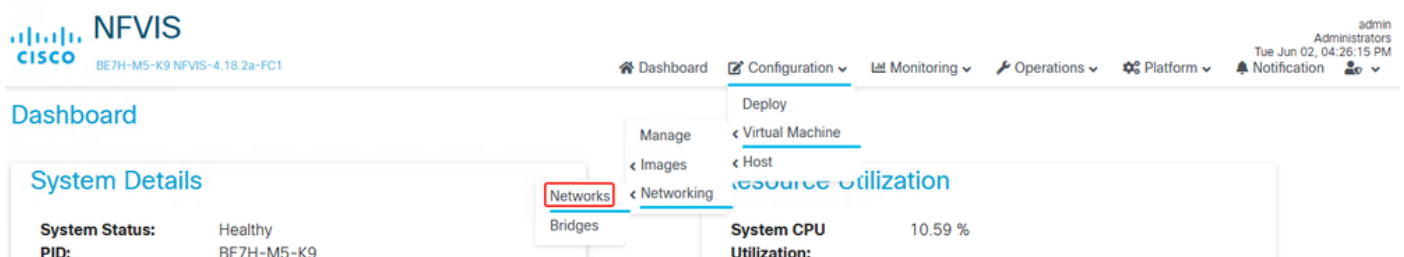 NFVIS
CISCO
BE7H-M5-K9 NFVIS-4.18.2a-FC1
admin
Administrators
Tue Jun 02, 04:26:15 PM
Dashboard Configuration Monitoring Operations Platform Notification
Dashboard
Deploy
Virtual Machine
Host
Manage
Images
Networking
Networks
Bridges
System Details
System Status: Healthy
PID: BE7H-M5-K9
Resource Utilization
System CPU 10.59 %
Utilization: